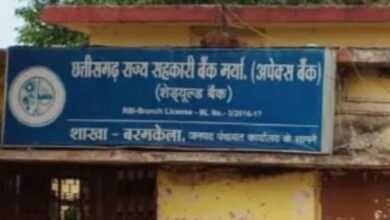 छत्तीसगढ़ राज्य सहकारी बैंक मर्या. (अपेक्स बैंक)
(शेड्यूल्ड बैंक)
RBI-Branch License - BL No.- 3/2016-17
शाखा - बरमकेला, जनपद पंचायत कार्यालय के सामने